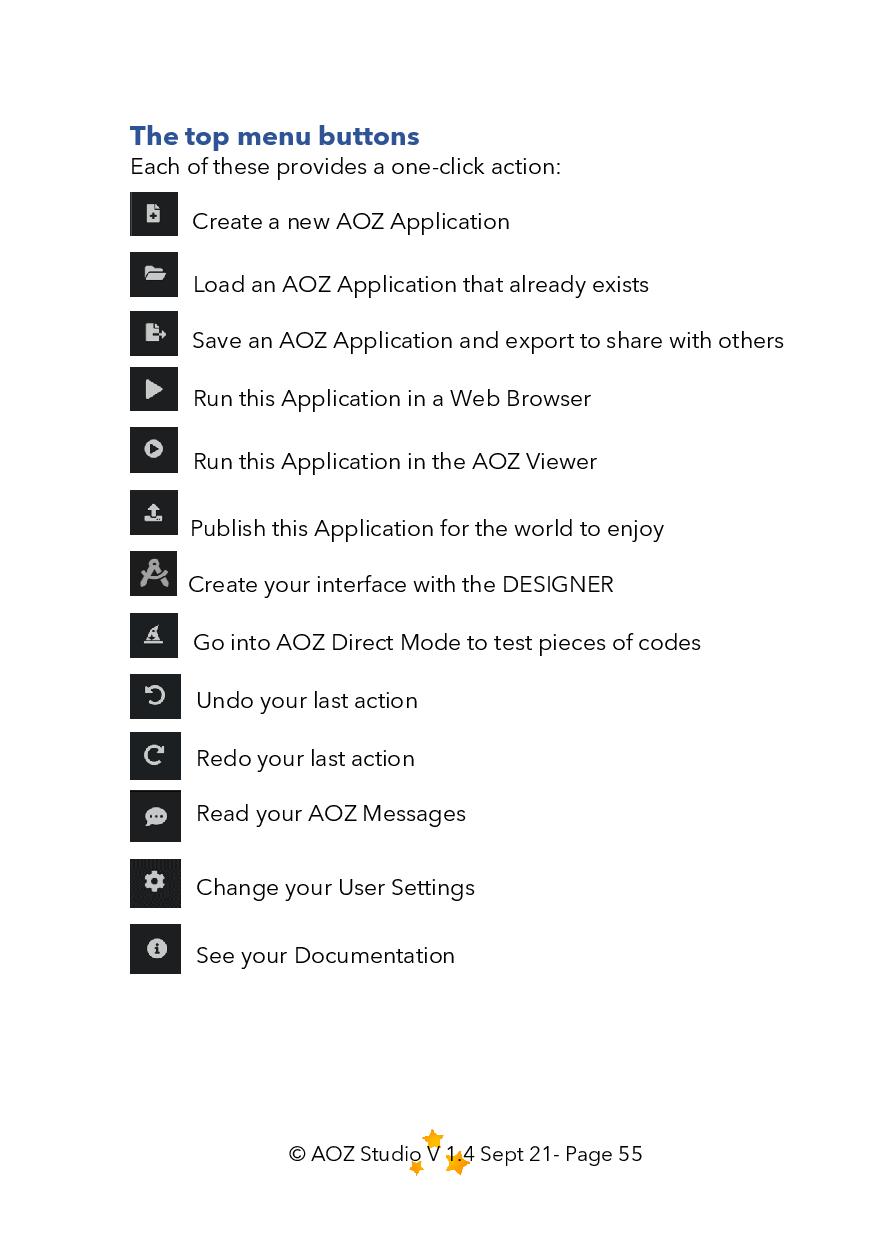 The top menu buttons
Each of these provides a one-click action:
Create a new AOZ Application
Load an AOZ Application that already exists
Save an AOZ Application and export to share with others
Run this Application in a Web Browser
Run this Application in the AOZ Viewer
Publish this Application for the world to enjoy
Create your interface with the DESIGNER
Go into AOZ Direct Mode to test pieces of codes
Undo your last action
Redo your last action
Read your AOZ Messages
Change your User Settings
See your Documentation
© AOZ Studio V 1.4 Sept 21- Page 55